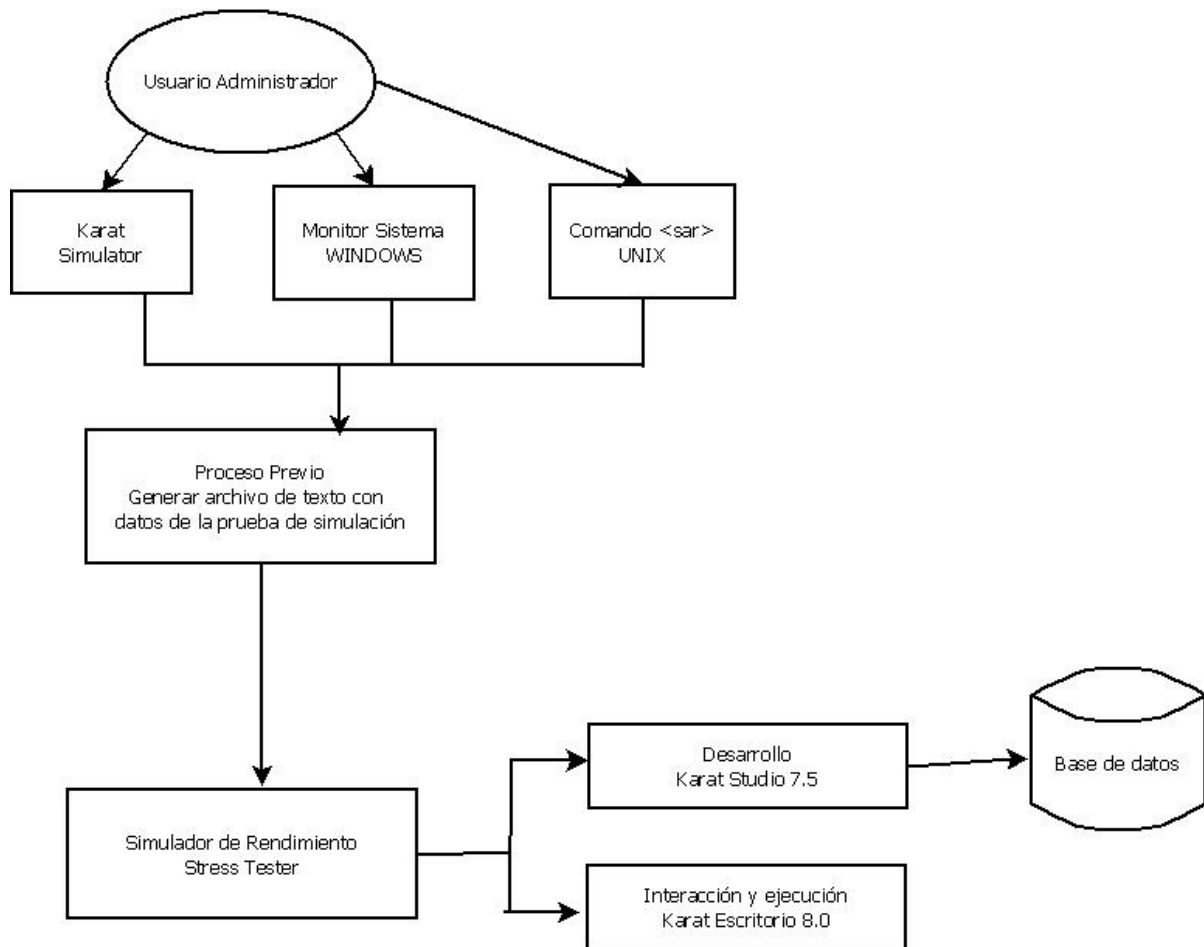 Usuario Administrador
Karat
Simulator
Monitor Sistema
WINDOWS
Comando <sar>
UNIX
Proceso Previo
Generar archivo de texto con
datos de la prueba de simulación
Desarrollo
Karat Studio 7.5
Base de datos
Simulador de Rendimiento
Stress Tester
Interacción y ejecución
Karat Escritorio 8.0